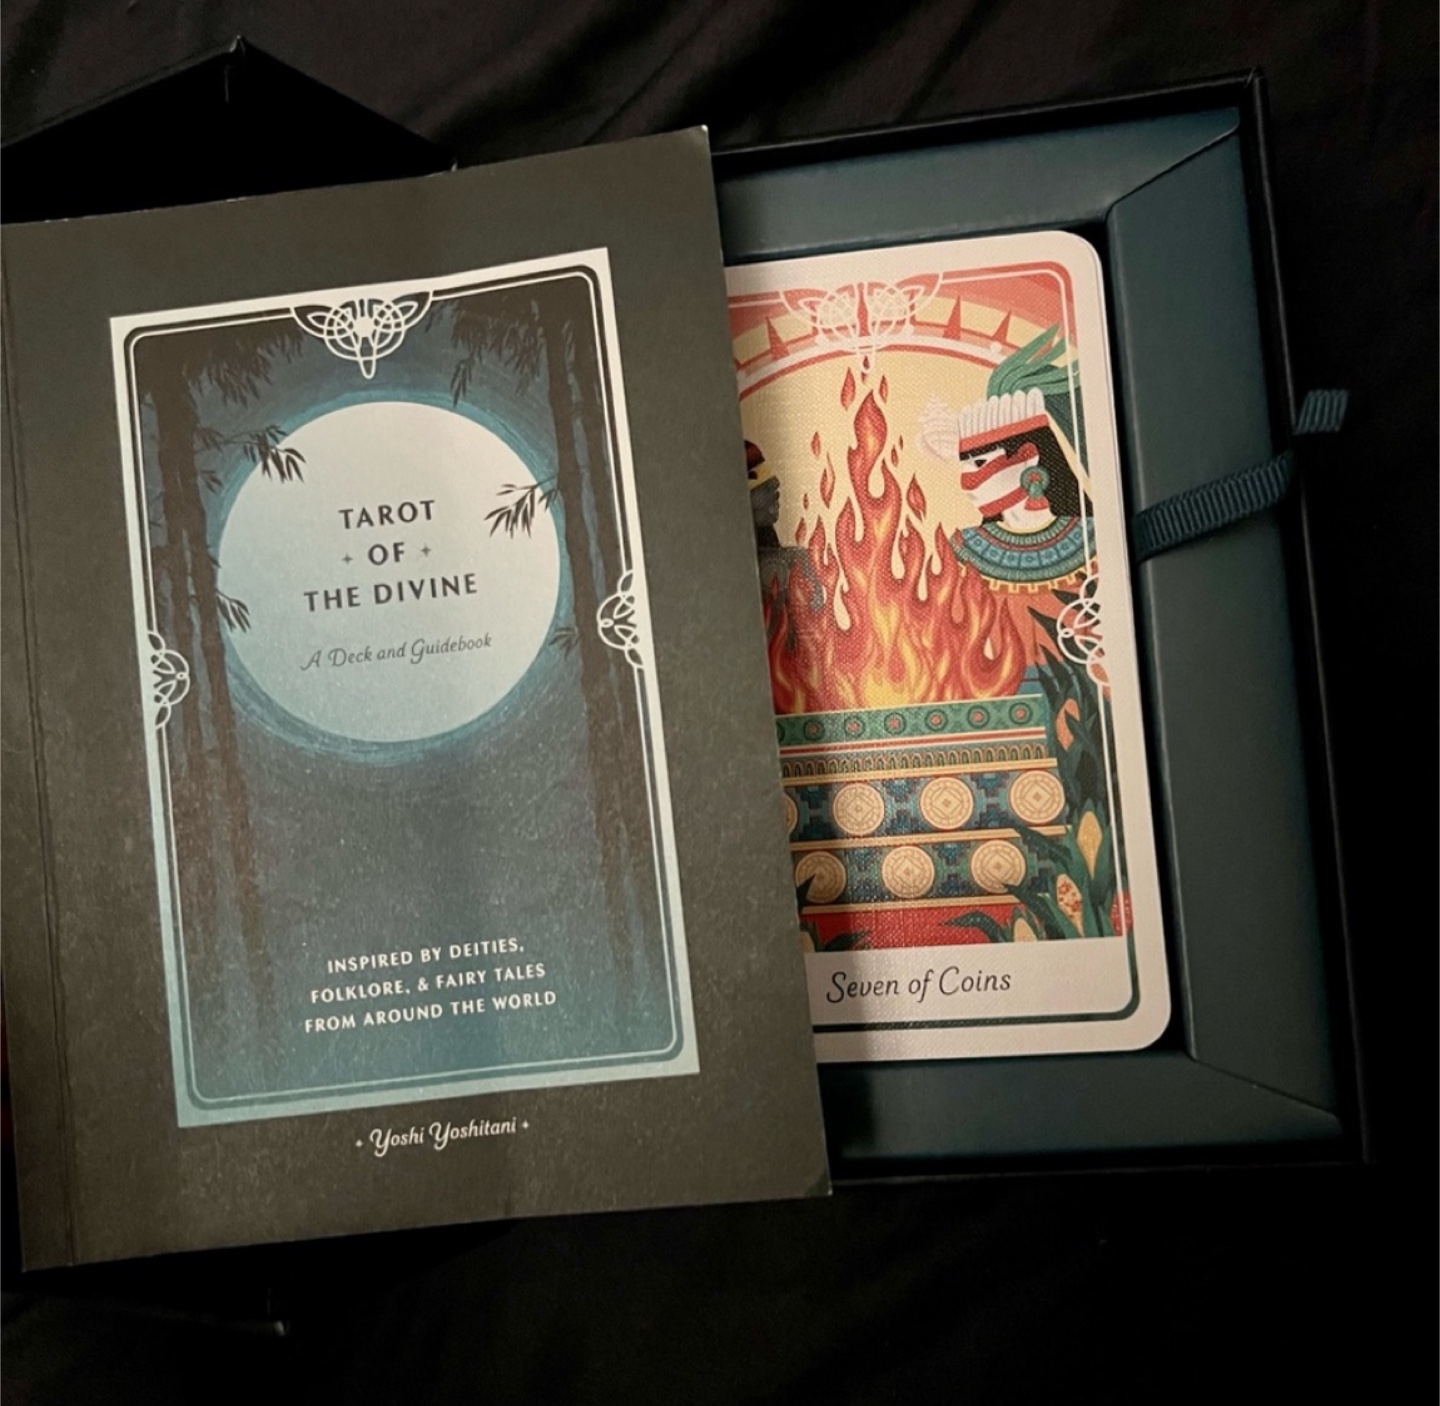 TAROT
OF
THE DIVINE
A Deck and Guidebook
INSPIRED BY DEITIES,
FOLKLORE, & FAIRY TALES
FROM AROUND THE WORLD
Yoshi Yoshitani
Seven of Coins